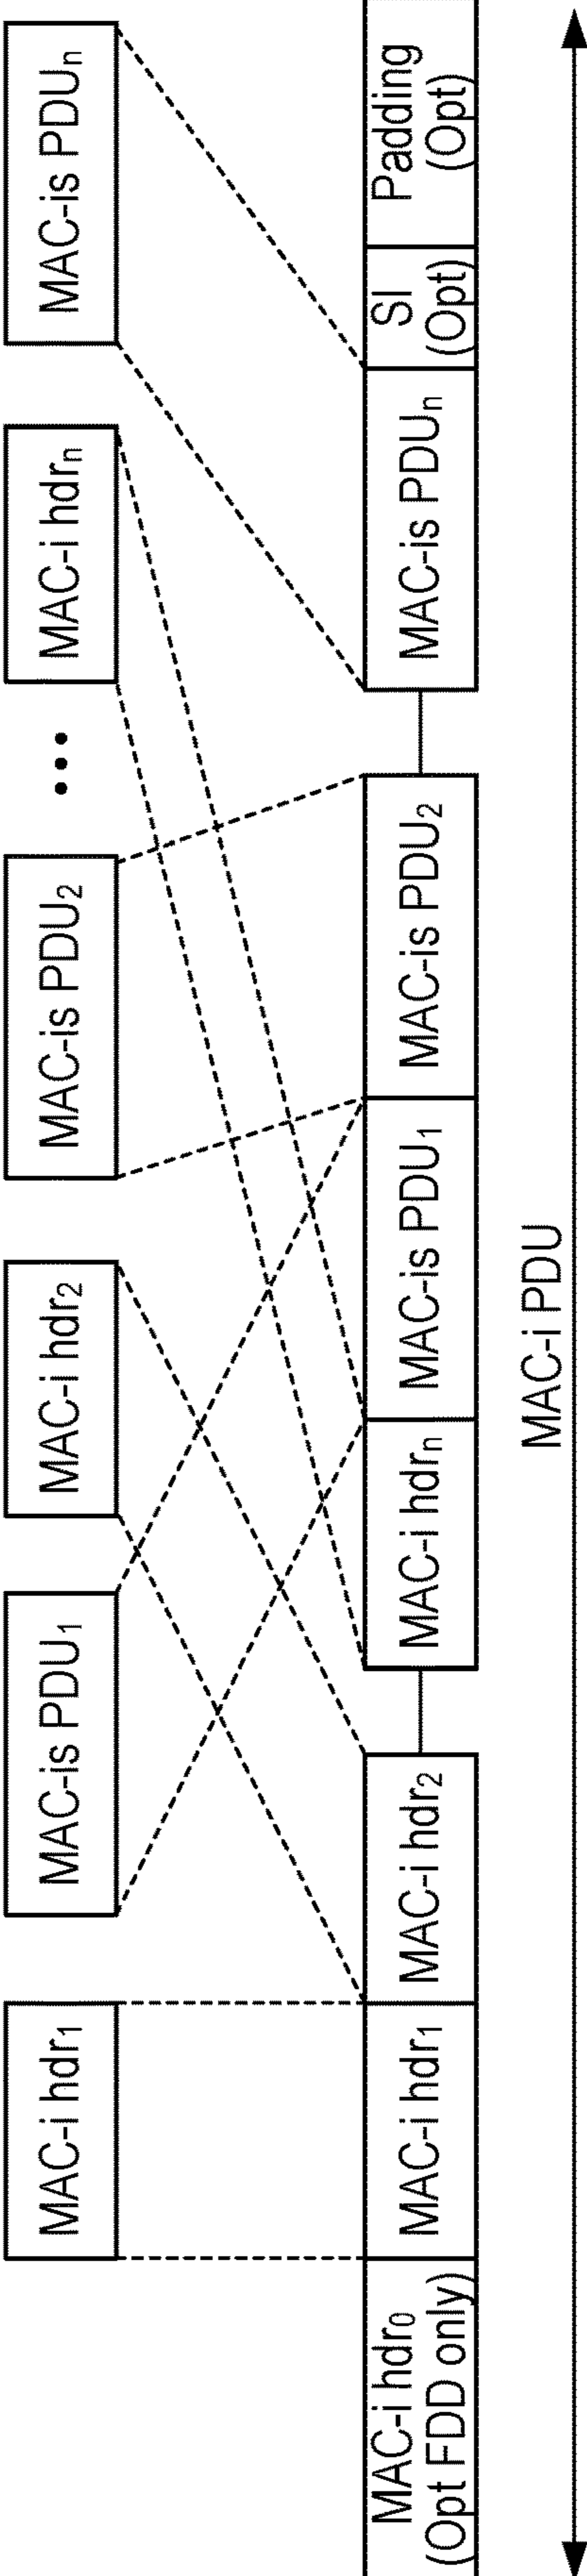 MAC-i hdr₁
MAC-is PDU₁
MAC-i hdr₂
MAC-is PDU₂
•••
MAC-i hdrₙ
MAC-is PDUₙ
MAC-i hdr₀
(Opt FDD only)
MAC-i hdr₁
MAC-i hdr₂
MAC-i hdrₙ
MAC-is PDU₁
MAC-is PDU₂
MAC-is PDUₙ
SI
(Opt)
Padding
(Opt)
MAC-i PDU